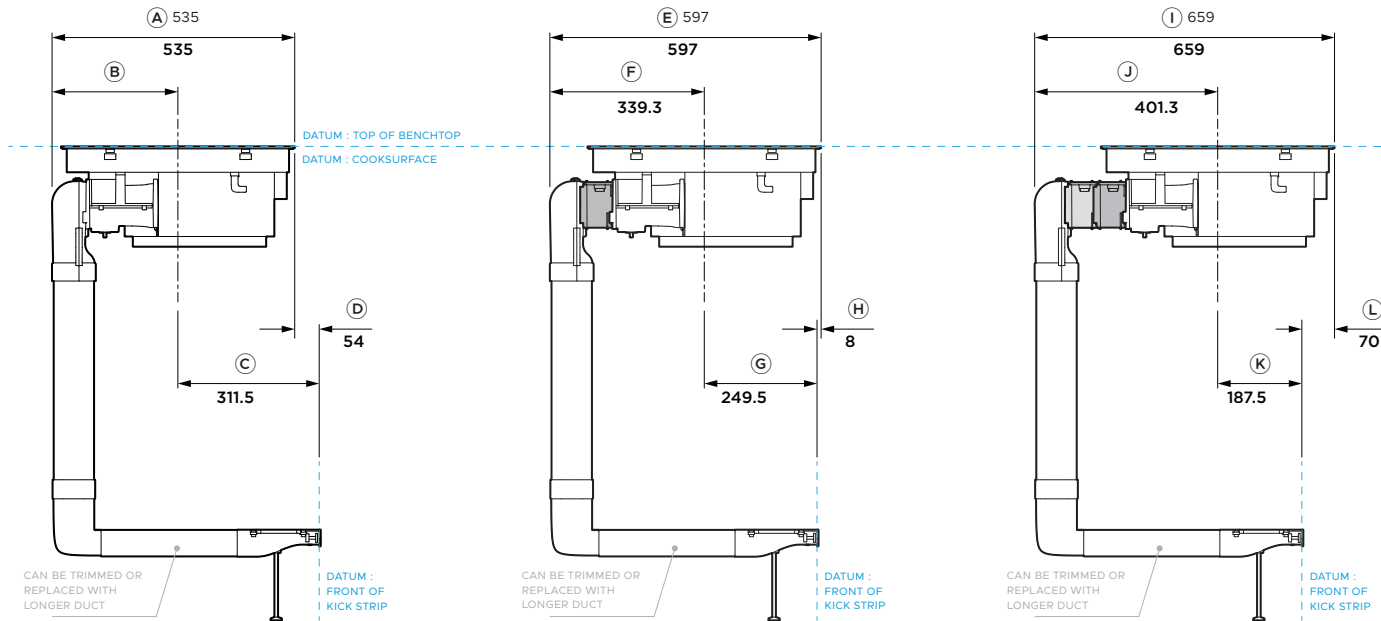 A 535
535
B
DATUM : TOP OF BENCHTOP
DATUM : COOKSURFACE
D
54
C
311.5
CAN BE TRIMMED OR
REPLACED WITH
LONGER DUCT
DATUM :
FRONT OF
KICK STRIP
E 597
597
F
339.3
H
8
G
249.5
CAN BE TRIMMED OR
REPLACED WITH
LONGER DUCT
DATUM :
FRONT OF
KICK STRIP
I 659
659
J
401.3
L
70
K
187.5
CAN BE TRIMMED OR
REPLACED WITH
LONGER DUCT
DATUM :
FRONT OF
KICK STRIP